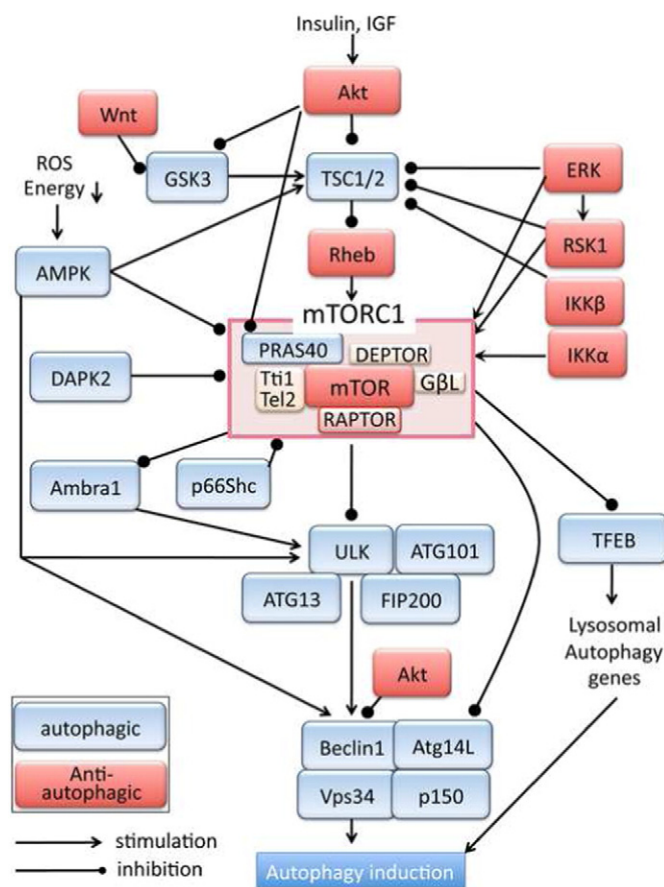 Insulin, IGF
Akt
Wnt
ROS
Energy
GSK3
TSC1/2
ERK
AMPK
Rheb
RSK1
IKKβ
mTORC1
IKKα
PRAS40
DEPTOR
DAPK2
Tti1
Tel2
mTOR
GβL
RAPTOR
Ambra1
p66Shc
ULK
ATG101
TFEB
ATG13
FIP200
Lysosomal
Autophagy
genes
Akt
autophagic
Beclin1
Atg14L
Anti-
autophagic
Vps34
p150
stimulation
inhibition
Autophagy induction